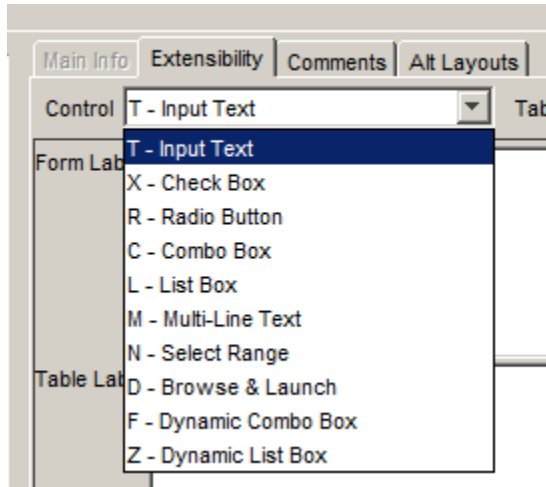 Main Info Extensibility Comments Alt Layouts
Control T - Input Text Tab
T - Input Text
Form Lab
X - Check Box
R - Radio Button
C - Combo Box
L - List Box
M - Multi-Line Text
N - Select Range
Table Lab
D - Browse & Launch
F - Dynamic Combo Box
Z - Dynamic List Box